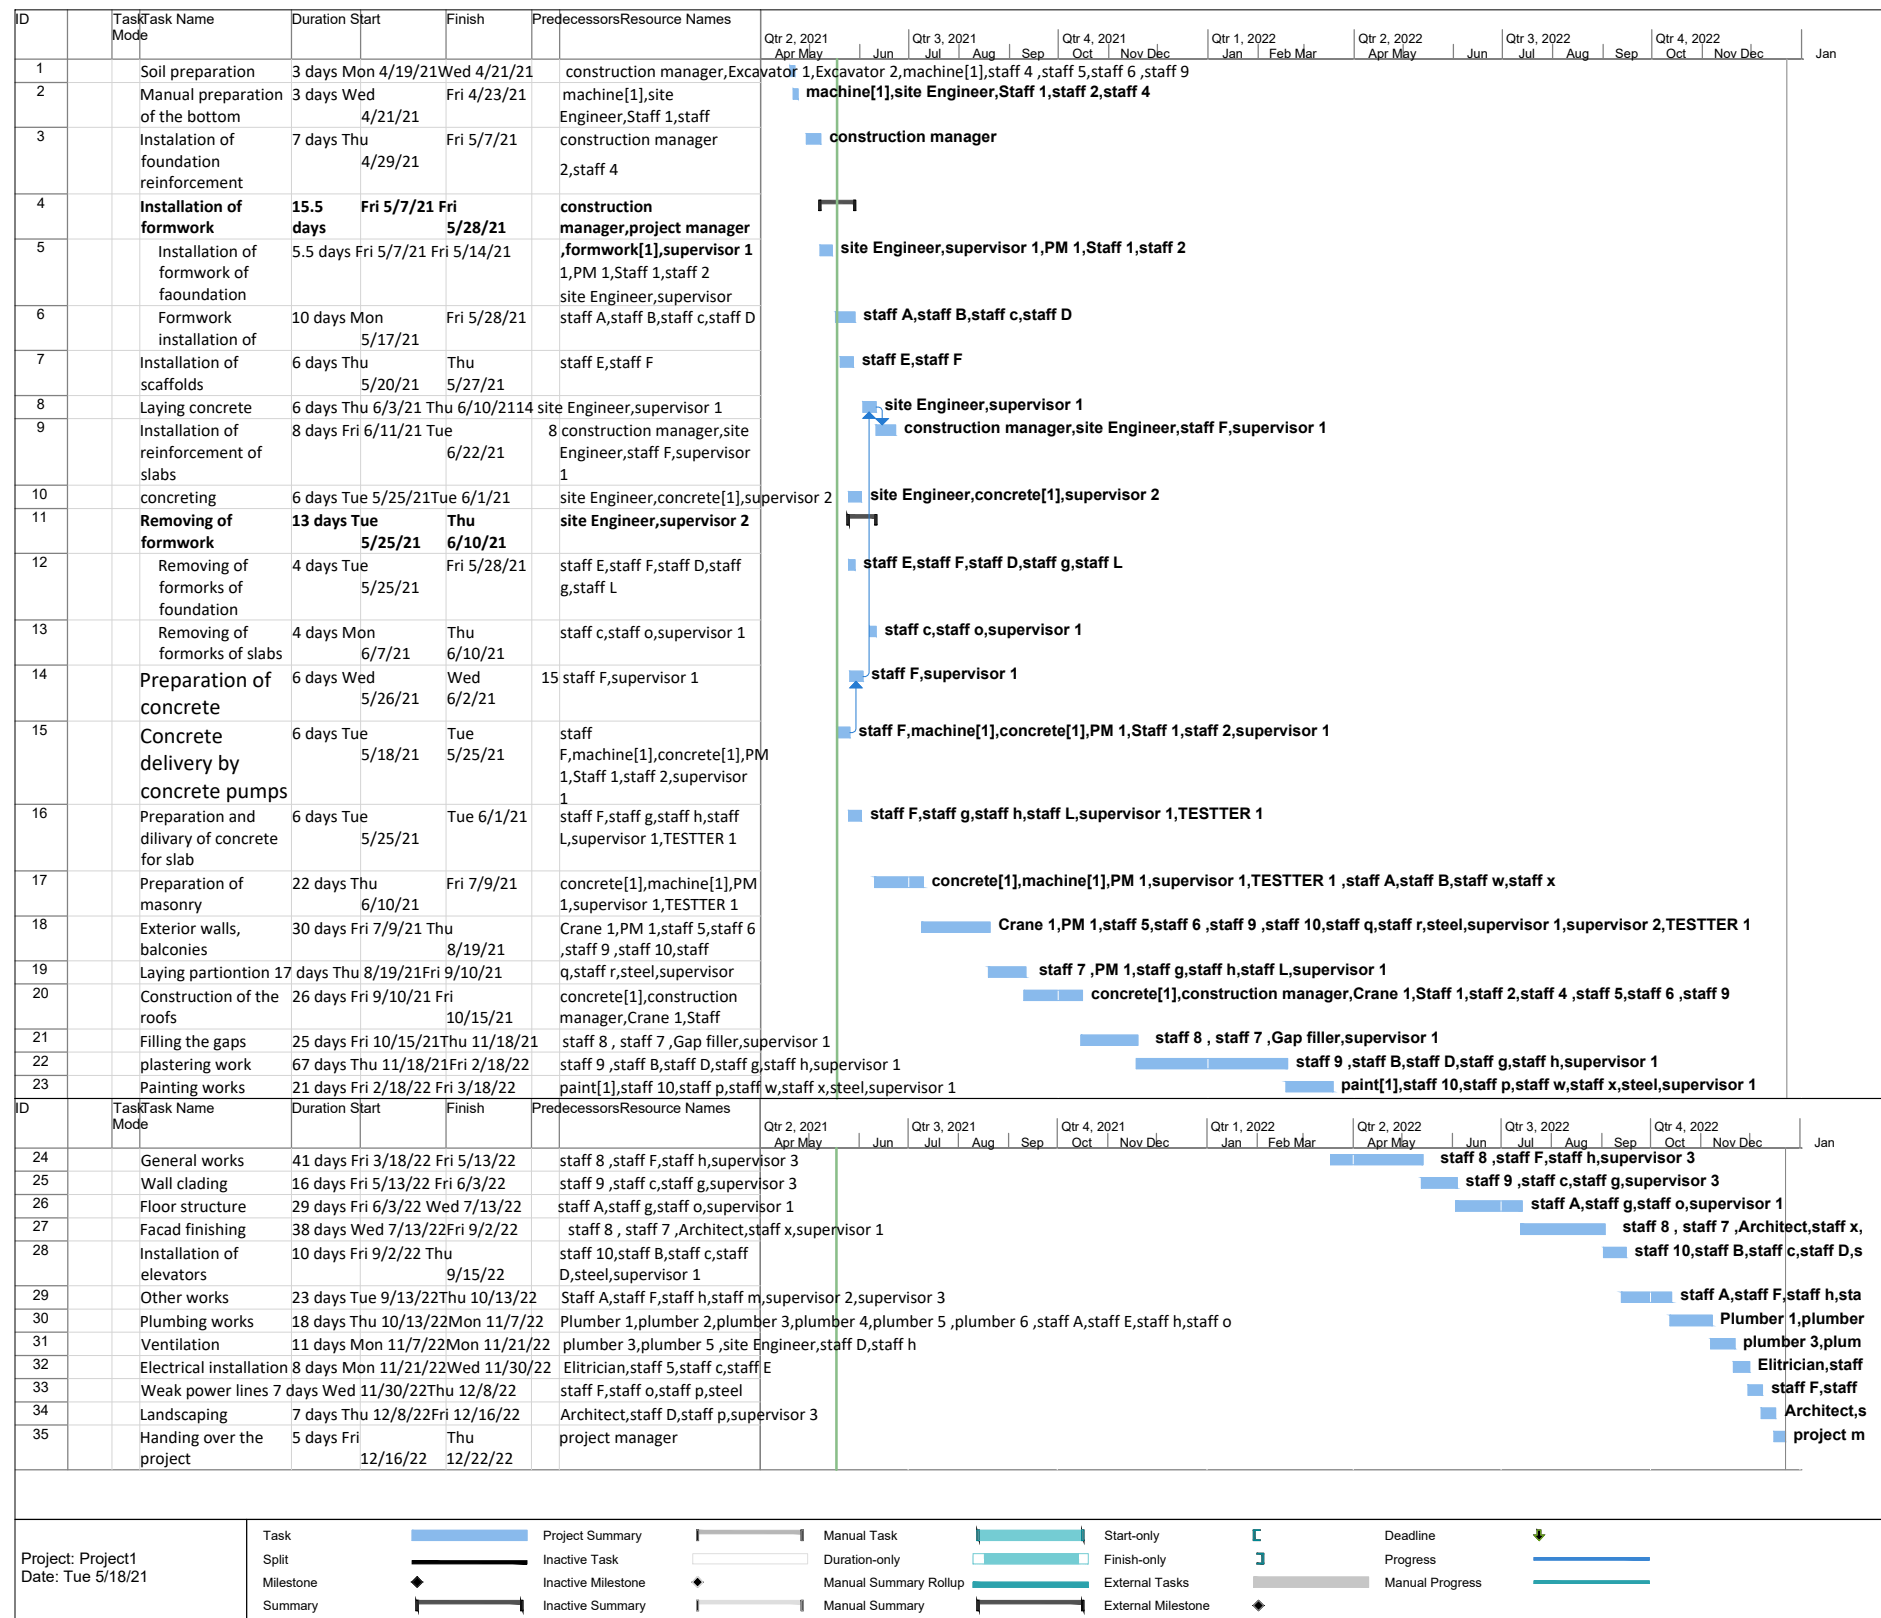 ID Task Mode Task Name Duration Start Finish Predecessors Resource Names
Qtr 2, 2021 Qtr 3, 2021 Qtr 4, 2021 Qtr 1, 2022 Qtr 2, 2022 Qtr 3, 2022 Qtr 4, 2022
Apr May Jun Jul Aug Sep Oct Nov Dec Jan Feb Mar Apr May Jun Jul Aug Sep Oct Nov Dec Jan
1 Soil preparation 3 days Mon 4/19/21 Wed 4/21/21 construction manager,Excavator 1,Excavator 2,machine[1],staff 4 ,staff 5,staff 6 ,staff 9
2 Manual preparation 3 days Wed Fri 4/23/21 machine[1],site machine[1],site Engineer,Staff 1,staff 2,staff 4
of the bottom 4/21/21 Engineer,Staff 1,staff
3 Instalation of 7 days Thu Fri 5/7/21 construction manager construction manager
foundation 4/29/21 2,staff 4
reinforcement
4 Installation of 15.5 Fri 5/7/21 Fri construction
formwork days 5/28/21 manager,project manager
5 Installation of 5.5 days Fri 5/7/21 Fri 5/14/21 ,formwork[1],supervisor 1 site Engineer,supervisor 1,PM 1,Staff 1,staff 2
formwork of 1,PM 1,Staff 1,staff 2
faoundation site Engineer,supervisor
6 Formwork 10 days Mon Fri 5/28/21 staff A,staff B,staff c,staff D staff A,staff B,staff c,staff D
installation of 5/17/21
7 Installation of 6 days Thu Thu staff E,staff F staff E,staff F
scaffolds 5/20/21 5/27/21
8 Laying concrete 6 days Thu 6/3/21 Thu 6/10/21 14 site Engineer,supervisor 1 site Engineer,supervisor 1
9 Installation of 8 days Fri 6/11/21 Tue 8 construction manager,site construction manager,site Engineer,staff F,supervisor 1
reinforcement of 6/22/21 Engineer,staff F,supervisor
slabs 1
10 concreting 6 days Tue 5/25/21 Tue 6/1/21 site Engineer,concrete[1],supervisor 2 site Engineer,concrete[1],supervisor 2
11 Removing of 13 days Tue Thu site Engineer,supervisor 2
formwork 5/25/21 6/10/21
12 Removing of 4 days Tue Fri 5/28/21 staff E,staff F,staff D,staff staff E,staff F,staff D,staff g,staff L
formorks of 5/25/21 g,staff L
foundation
13 Removing of 4 days Mon Thu staff c,staff o,supervisor 1 staff c,staff o,supervisor 1
formorks of slabs 6/7/21 6/10/21
14 Preparation of 6 days Wed Wed 15 staff F,supervisor 1 staff F,supervisor 1
concrete 5/26/21 6/2/21
15 Concrete 6 days Tue Tue staff staff F,machine[1],concrete[1],PM 1,Staff 1,staff 2,supervisor 1
delivery by 5/18/21 5/25/21 F,machine[1],concrete[1],PM
concrete pumps 1,Staff 1,staff 2,supervisor
1
16 Preparation and 6 days Tue Tue 6/1/21 staff F,staff g,staff h,staff staff F,staff g,staff h,staff L,supervisor 1,TESTTER 1
dilivary of concrete 5/25/21 L,supervisor 1,TESTTER 1
for slab
17 Preparation of 22 days Thu Fri 7/9/21 concrete[1],machine[1],PM concrete[1],machine[1],PM 1,supervisor 1,TESTTER 1 ,staff A,staff B,staff w,staff x
masonry 6/10/21 1,supervisor 1,TESTTER 1
18 Exterior walls, 30 days Fri 7/9/21 Thu Crane 1,PM 1,staff 5,staff 6 Crane 1,PM 1,staff 5,staff 6 ,staff 9 ,staff 10,staff q,staff r,steel,supervisor 1,supervisor 2,TESTTER 1
balconies 8/19/21 ,staff 9 ,staff 10,staff
19 Laying partiontion 17 days Thu 8/19/21 Fri 9/10/21 q,staff r,steel,supervisor staff 7 ,PM 1,staff g,staff h,staff L,supervisor 1
20 Construction of the 26 days Fri 9/10/21 Fri concrete[1],construction concrete[1],construction manager,Crane 1,Staff 1,staff 2,staff 4 ,staff 5,staff 6 ,staff 9
roofs 10/15/21 manager,Crane 1,Staff
21 Filling the gaps 25 days Fri 10/15/21 Thu 11/18/21 staff 8 , staff 7 ,Gap filler,supervisor 1 staff 8 , staff 7 ,Gap filler,supervisor 1
22 plastering work 67 days Thu 11/18/21 Fri 2/18/22 staff 9 ,staff B,staff D,staff g,staff h,supervisor 1 staff 9 ,staff B,staff D,staff g,staff h,supervisor 1
23 Painting works 21 days Fri 2/18/22 Fri 3/18/22 paint[1],staff 10,staff p,staff w,staff x,steel,supervisor 1 paint[1],staff 10,staff p,staff w,staff x,steel,supervisor 1
ID Task Mode Task Name Duration Start Finish Predecessors Resource Names
Qtr 2, 2021 Qtr 3, 2021 Qtr 4, 2021 Qtr 1, 2022 Qtr 2, 2022 Qtr 3, 2022 Qtr 4, 2022
Apr May Jun Jul Aug Sep Oct Nov Dec Jan Feb Mar Apr May Jun Jul Aug Sep Oct Nov Dec Jan
24 General works 41 days Fri 3/18/22 Fri 5/13/22 staff 8 ,staff F,staff h,supervisor 3 staff 8 ,staff F,staff h,supervisor 3
25 Wall clading 16 days Fri 5/13/22 Fri 6/3/22 staff 9 ,staff c,staff g,supervisor 3 staff 9 ,staff c,staff g,supervisor 3
26 Floor structure 29 days Fri 6/3/22 Wed 7/13/22 staff A,staff g,staff o,supervisor 1 staff A,staff g,staff o,supervisor 1
27 Facad finishing 38 days Wed 7/13/22 Fri 9/2/22 staff 8 , staff 7 ,Architect,staff x,supervisor 1 staff 8 , staff 7 ,Architect,staff x,
28 Installation of 10 days Fri 9/2/22 Thu staff 10,staff B,staff c,staff staff 10,staff B,staff c,staff D,s
elevators 9/15/22 D,steel,supervisor 1
29 Other works 23 days Tue 9/13/22 Thu 10/13/22 Staff A,staff F,staff h,staff m,supervisor 2,supervisor 3 staff A,staff F,staff h,sta
30 Plumbing works 18 days Thu 10/13/22 Mon 11/7/22 Plumber 1,plumber 2,plumber 3,plumber 4,plumber 5 ,plumber 6 ,staff A,staff E,staff h,staff o Plumber 1,plumber
31 Ventilation 11 days Mon 11/7/22 Mon 11/21/22 plumber 3,plumber 5 ,site Engineer,staff D,staff h plumber 3,plum
32 Electrical installation 8 days Mon 11/21/22 Wed 11/30/22 Elitrician,staff 5,staff c,staff E Elitrician,staff
33 Weak power lines 7 days Wed 11/30/22 Thu 12/8/22 staff F,staff o,staff p,steel staff F,staff
34 Landscaping 7 days Thu 12/8/22 Fri 12/16/22 Architect,staff D,staff p,supervisor 3 Architect,s
35 Handing over the 5 days Fri Thu project manager project m
project 12/16/22 12/22/22
Project: Project1
Date: Tue 5/18/21
Task Project Summary Manual Task Start-only Deadline
Split Inactive Task Duration-only Finish-only Progress
Milestone Inactive Milestone Manual Summary Rollup External Tasks Manual Progress
Summary Inactive Summary Manual Summary External Milestone